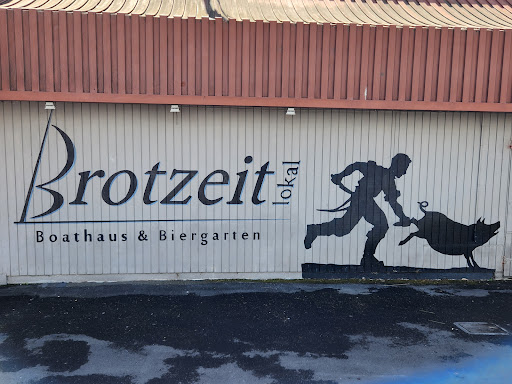 Brotzeit
lokal
Boathaus & Biergarten